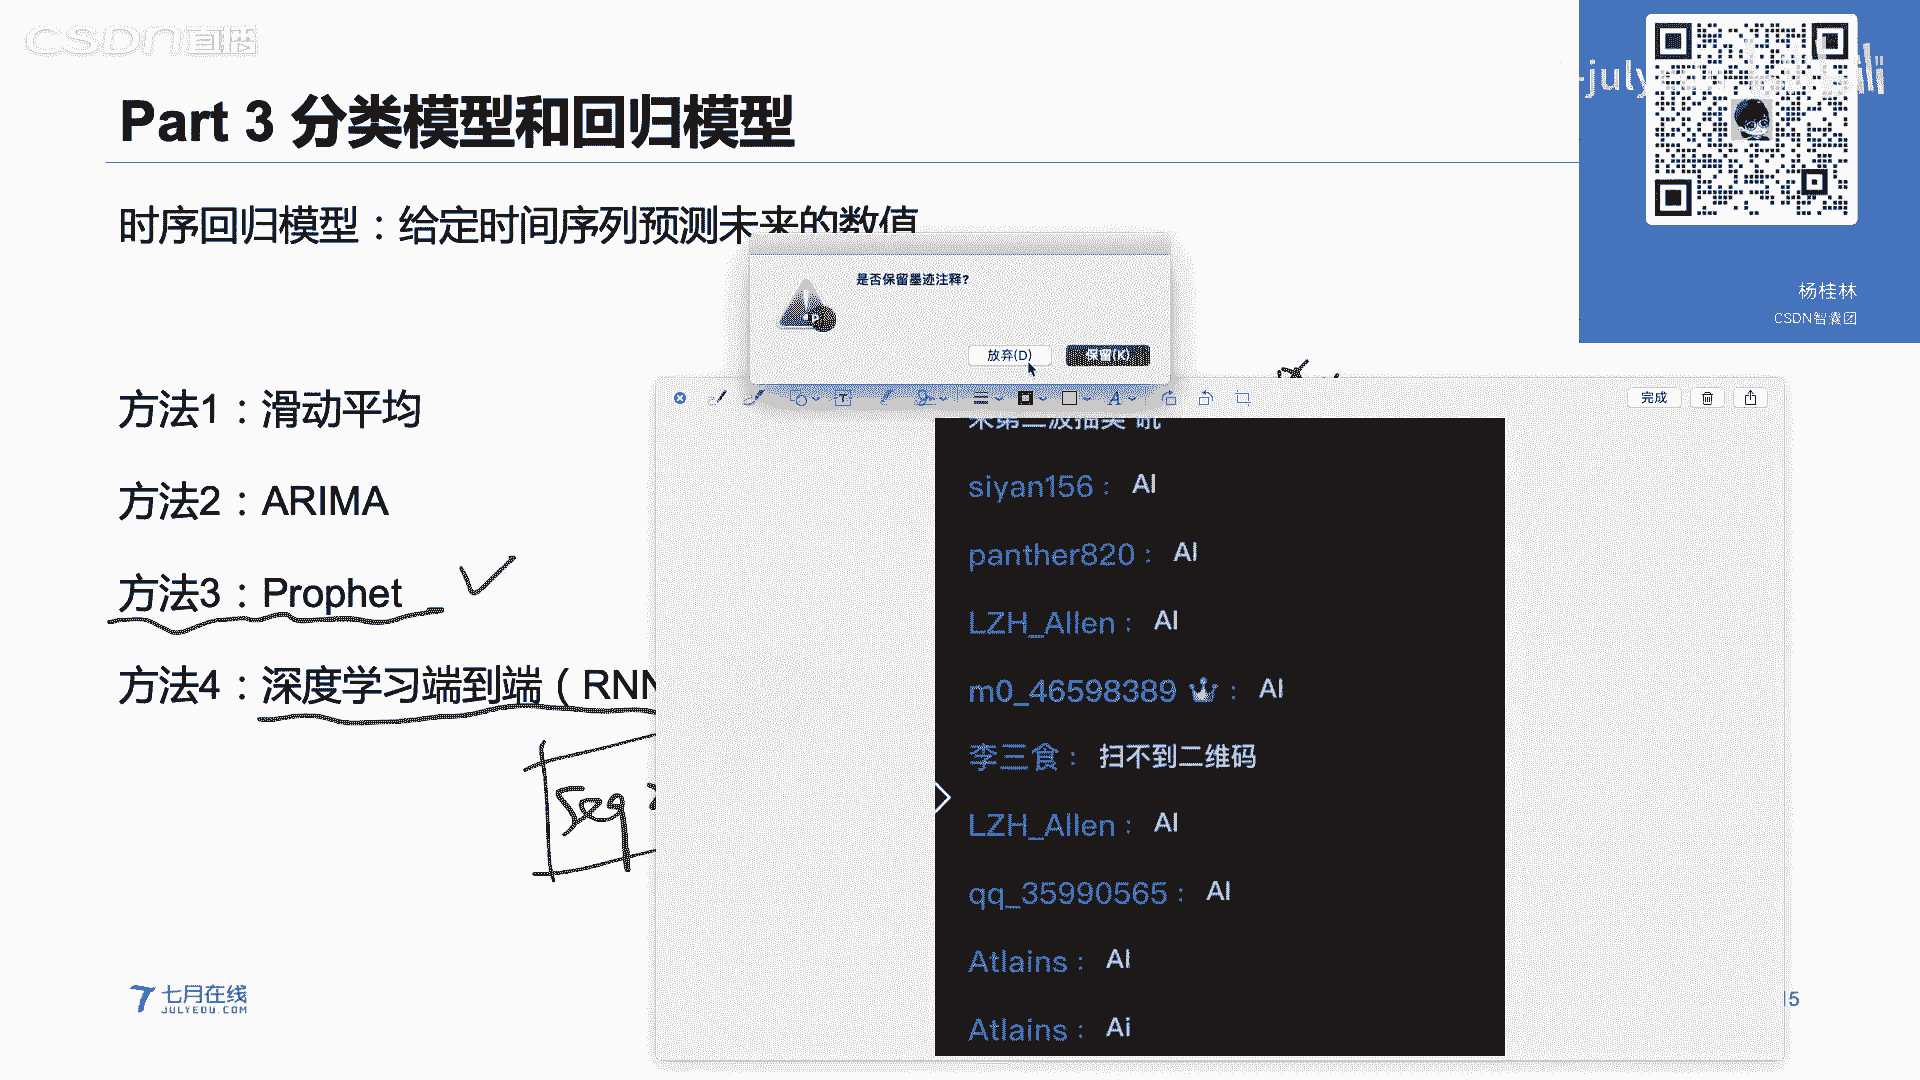 CSDN直播
-july
Part 3 分类模型和回归模型
时序回归模型：给定时间序列预测未来的数值
杨桂林
CSDN智囊团
是否保留墨迹注释?
放弃(D)
保留(K)
完成
方法1：滑动平均
方法2：ARIMA
方法3：Prophet
方法4：深度学习端到端（RNN
seq
siyan156： AI
panther820： AI
LZH_Allen： AI
m0_46598389 ： AI
李三食： 扫不到二维码
LZH_Allen： AI
qq_35990565： AI
Atlains： AI
Atlains： Ai
七月在线
JULYEDU.COM
15